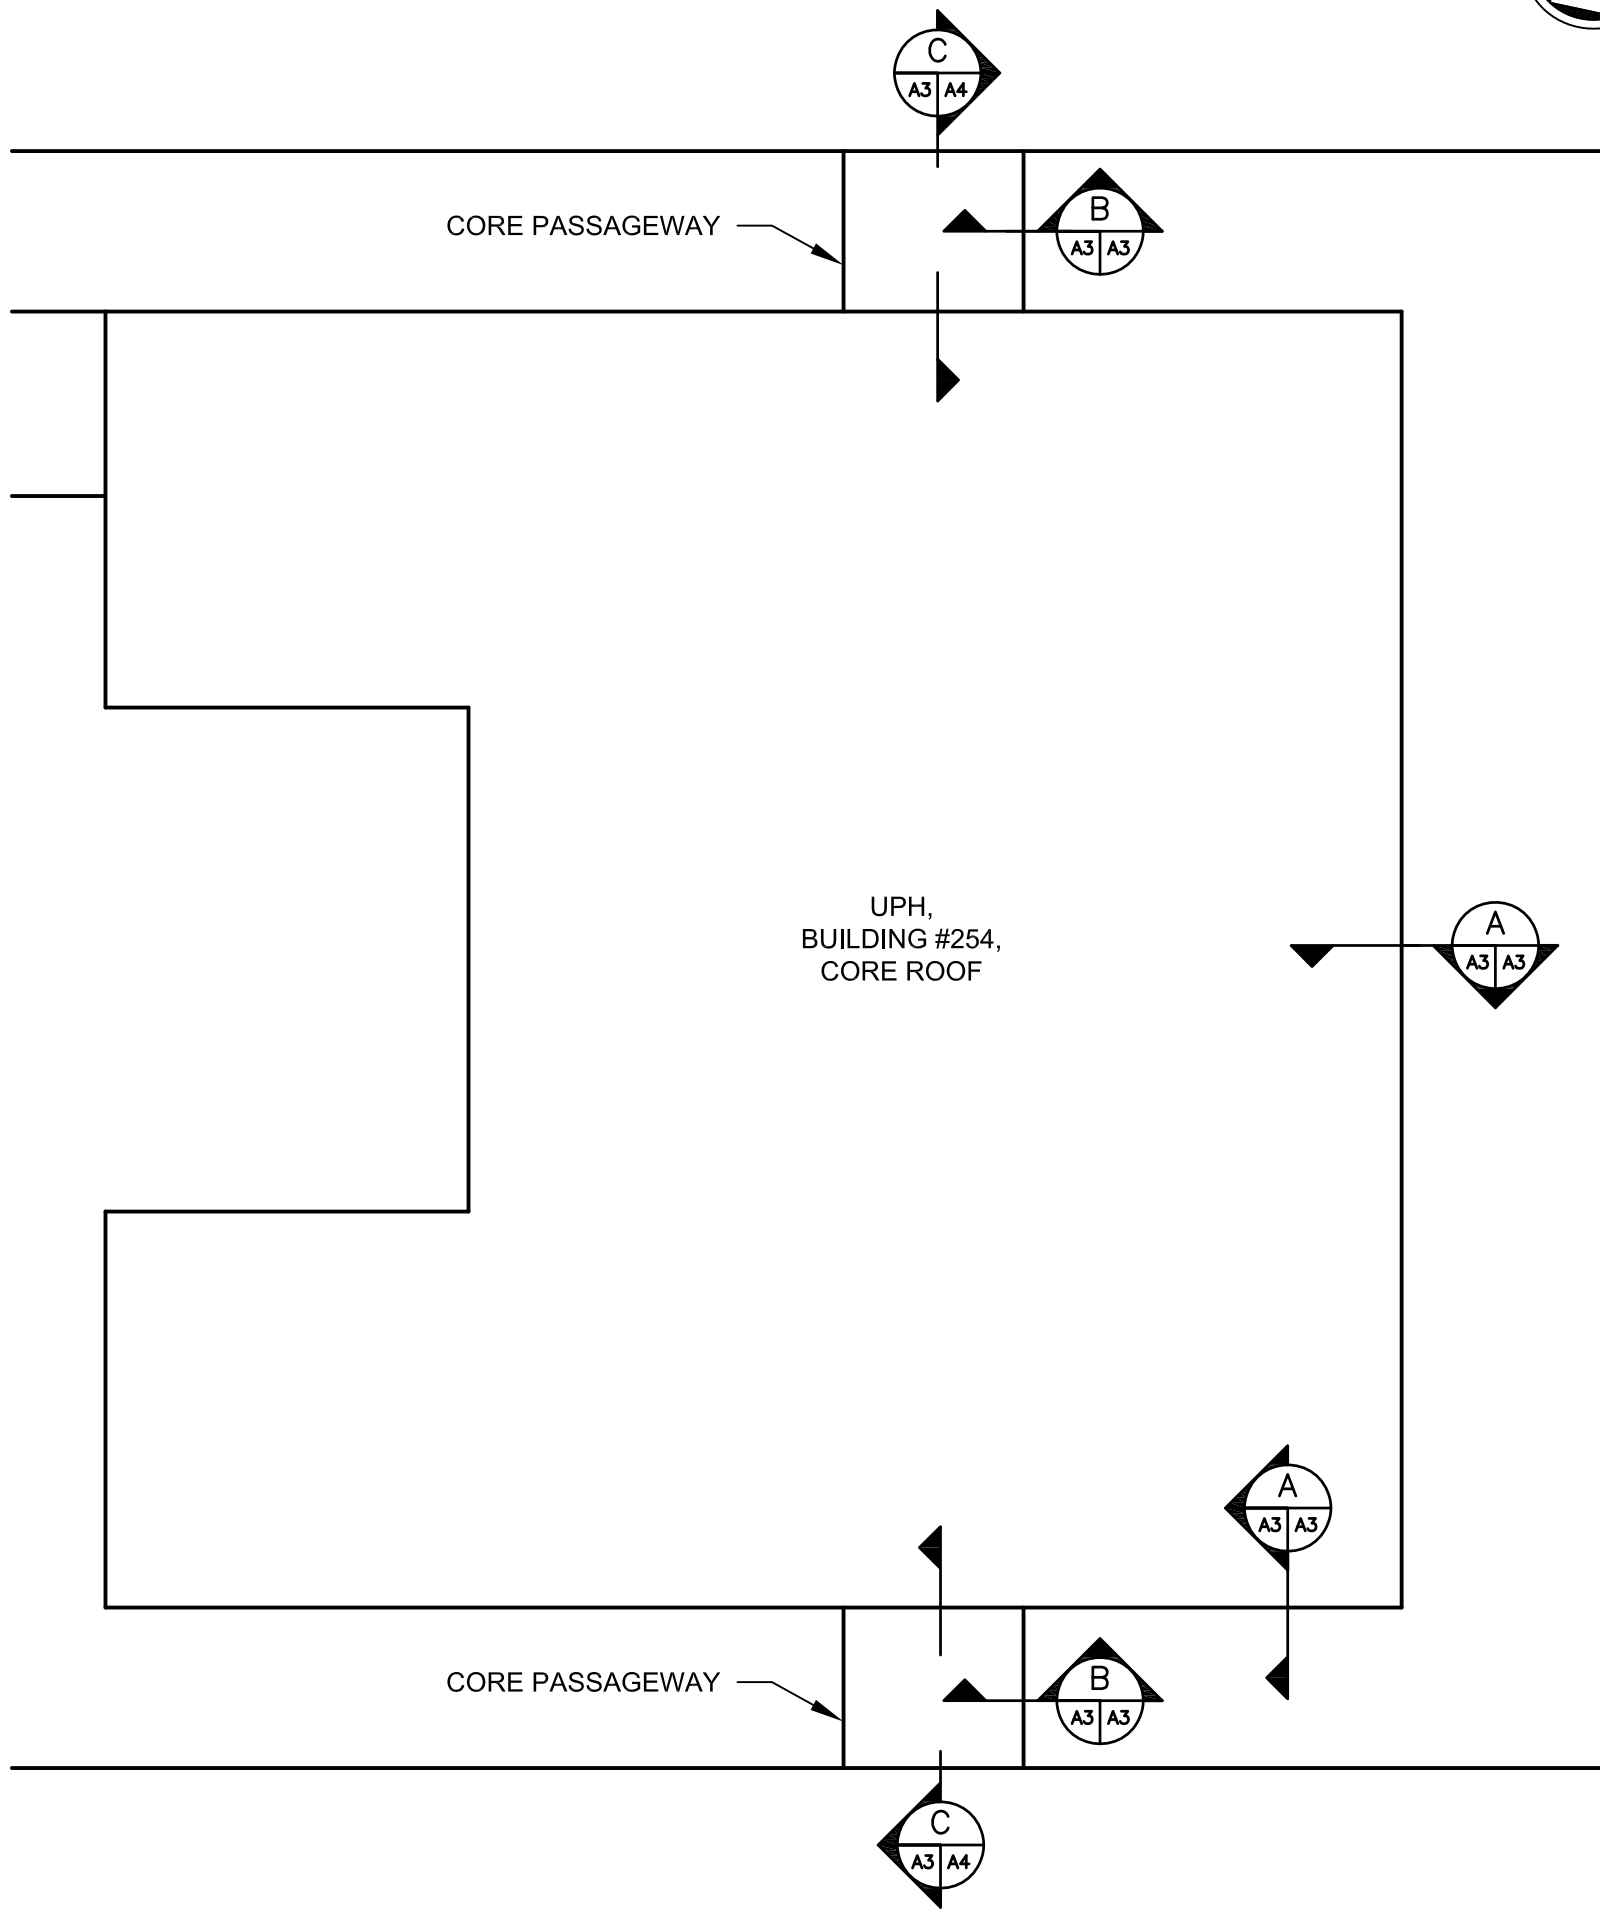 C
A3 A4
CORE PASSAGEWAY
B
A3 A3
UPH,
BUILDING #254,
CORE ROOF
A
A3 A3
A
A3 A3
CORE PASSAGEWAY
B
A3 A3
C
A3 A4